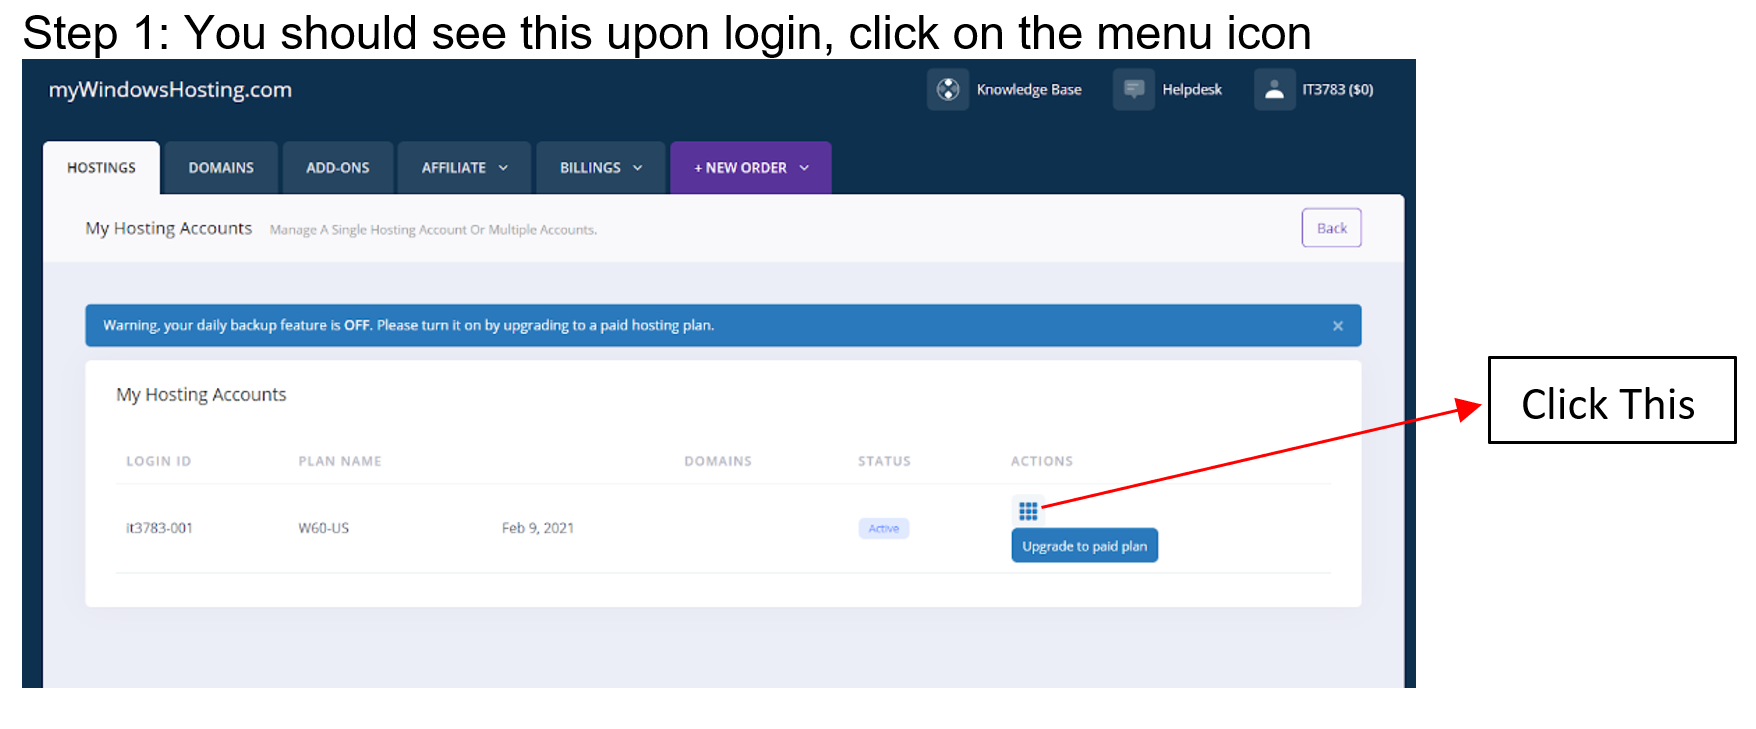 Step 1: You should see this upon login, click on the menu icon
myWindowsHosting.com
Knowledge Base
Helpdesk
IT3783 ($0)
HOSTINGS
DOMAINS
ADD-ONS
AFFILIATE
BILLINGS
+ NEW ORDER
My Hosting Accounts
Manage A Single Hosting Account Or Multiple Accounts.
Back
Warning, your daily backup feature is OFF. Please turn it on by upgrading to a paid hosting plan.
My Hosting Accounts
Click This
LOGIN ID
PLAN NAME
DOMAINS
STATUS
ACTIONS
it3783-001
W60-US
Feb 9, 2021
Active
Upgrade to paid plan